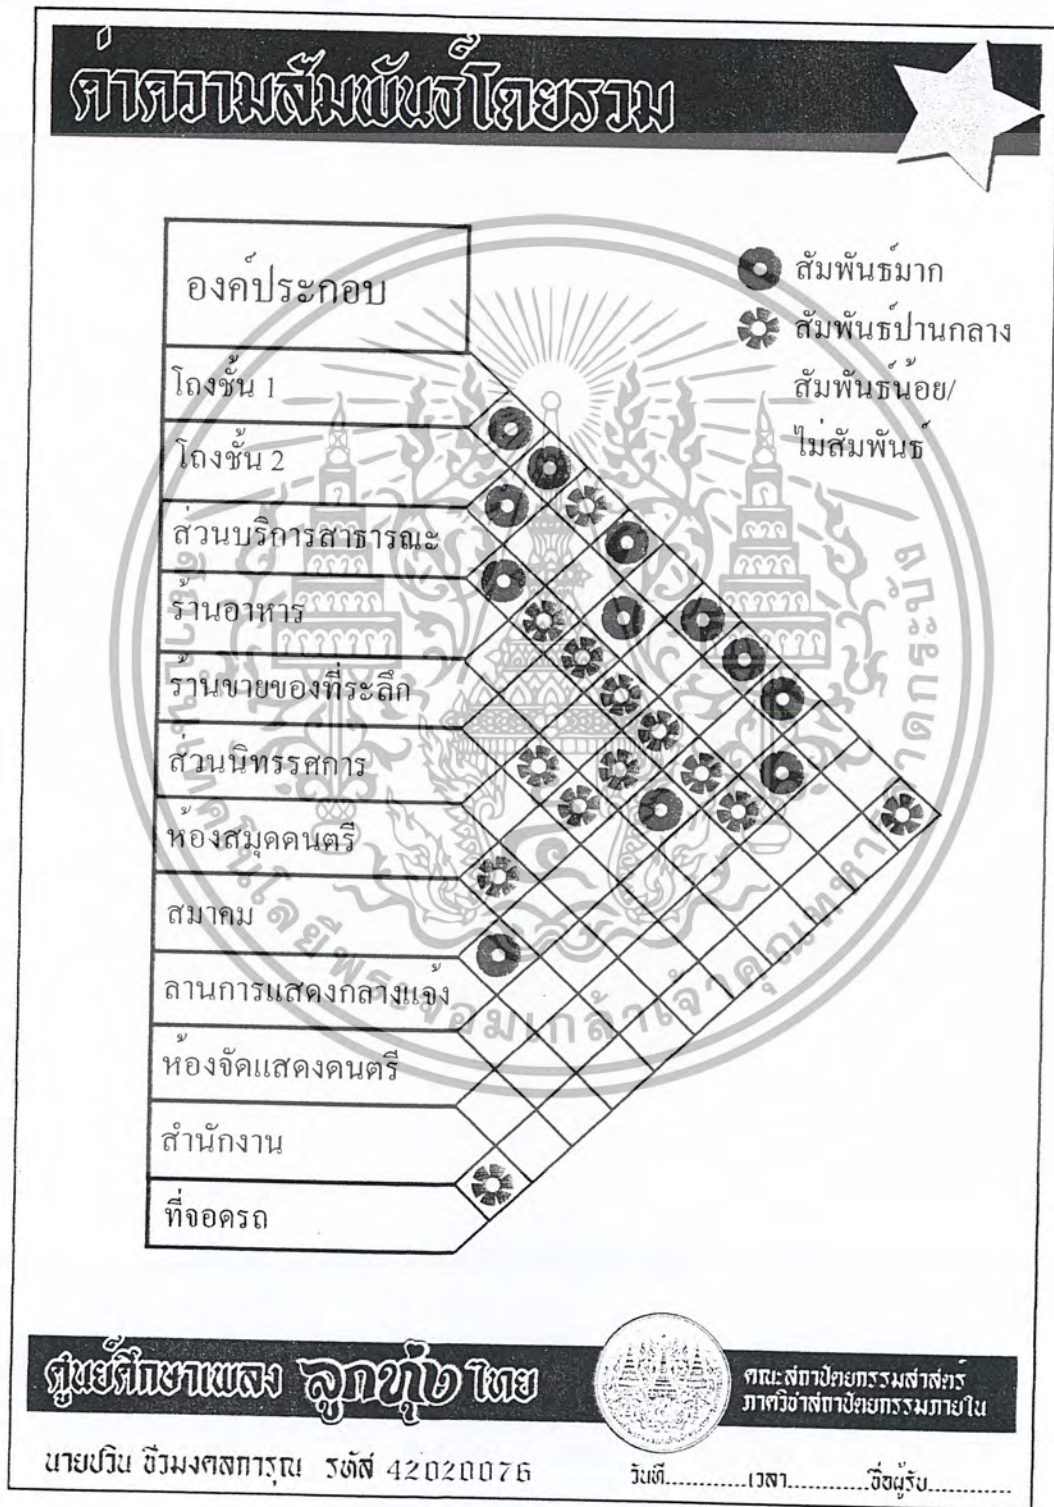 ค่าความสัมพันธ์โดยรวม
องค์ประกอบ
สัมพันธ์มาก
สัมพันธ์ปานกลาง
สัมพันธ์น้อย/
ไม่สัมพันธ์
โถงชั้น 1
โถงชั้น 2
ส่วนบริการสาธารณะ
ร้านอาหาร
ร้านขายของที่ระลึก
ส่วนนิทรรศการ
ห้องสมุดดนตรี
สมาคม
ลานการแสดงกลางแจ้ง
ห้องจัดแสดงดนตรี
สำนักงาน
ที่จอดรถ
ศูนย์ศึกษาเพลง ลูกทุ่ง ไทย
คณะสถาปัตยกรรมศาสตร์
ภาควิชาสถาปัตยกรรมภายใน
นายปวิน ชีวมงคลการุณ รหัส 42020076
วันที่............เวลา............ชื่อผู้รับ............